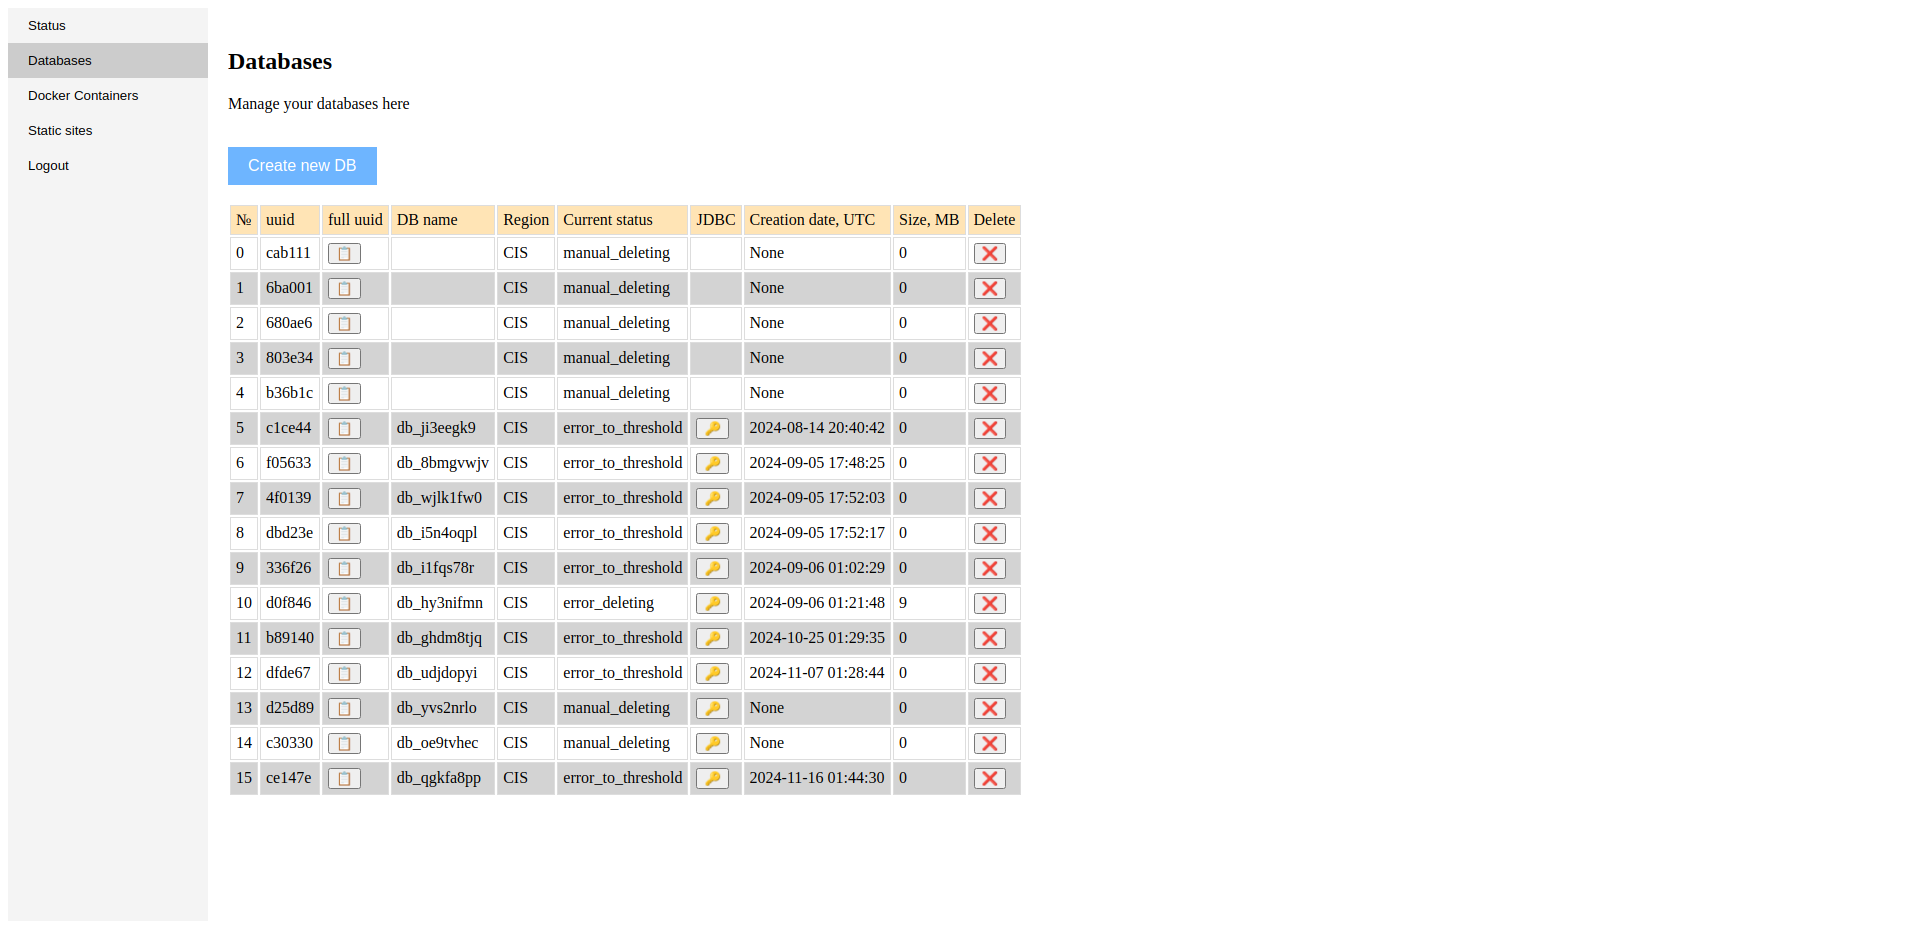 Status
Databases
Docker Containers
Static sites
Logout
Databases
Manage your databases here
Create new DB
№ uuid full uuid DB name Region Current status JDBC Creation date, UTC Size, MB Delete
0 cab111 CIS manual_deleting None 0
1 6ba001 CIS manual_deleting None 0
2 680ae6 CIS manual_deleting None 0
3 803e34 CIS manual_deleting None 0
4 b36b1c CIS manual_deleting None 0
5 c1ce44 db_ji3eegk9 CIS error_to_threshold 2024-08-14 20:40:42 0
6 f05633 db_8bmgvwjv CIS error_to_threshold 2024-09-05 17:48:25 0
7 4f0139 db_wjlk1fw0 CIS error_to_threshold 2024-09-05 17:52:03 0
8 dbd23e db_i5n4oqpl CIS error_to_threshold 2024-09-05 17:52:17 0
9 336f26 db_i1fqs78r CIS error_to_threshold 2024-09-06 01:02:29 0
10 d0f846 db_hy3nifmn CIS error_deleting 2024-09-06 01:21:48 9
11 b89140 db_ghdm8tjq CIS error_to_threshold 2024-10-25 01:29:35 0
12 dfde67 db_udjdopyi CIS error_to_threshold 2024-11-07 01:28:44 0
13 d25d89 db_yvs2nrlo CIS manual_deleting None 0
14 c30330 db_oe9tvhec CIS manual_deleting None 0
15 ce147e db_qgkfa8pp CIS error_to_threshold 2024-11-16 01:44:30 0